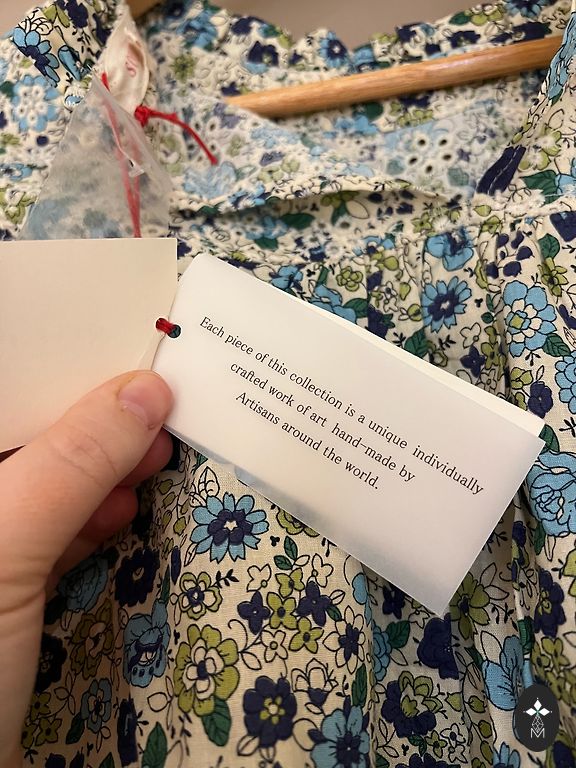 Each piece of this collection is a unique individually
crafted work of art hand-made by
Artisans around the world.